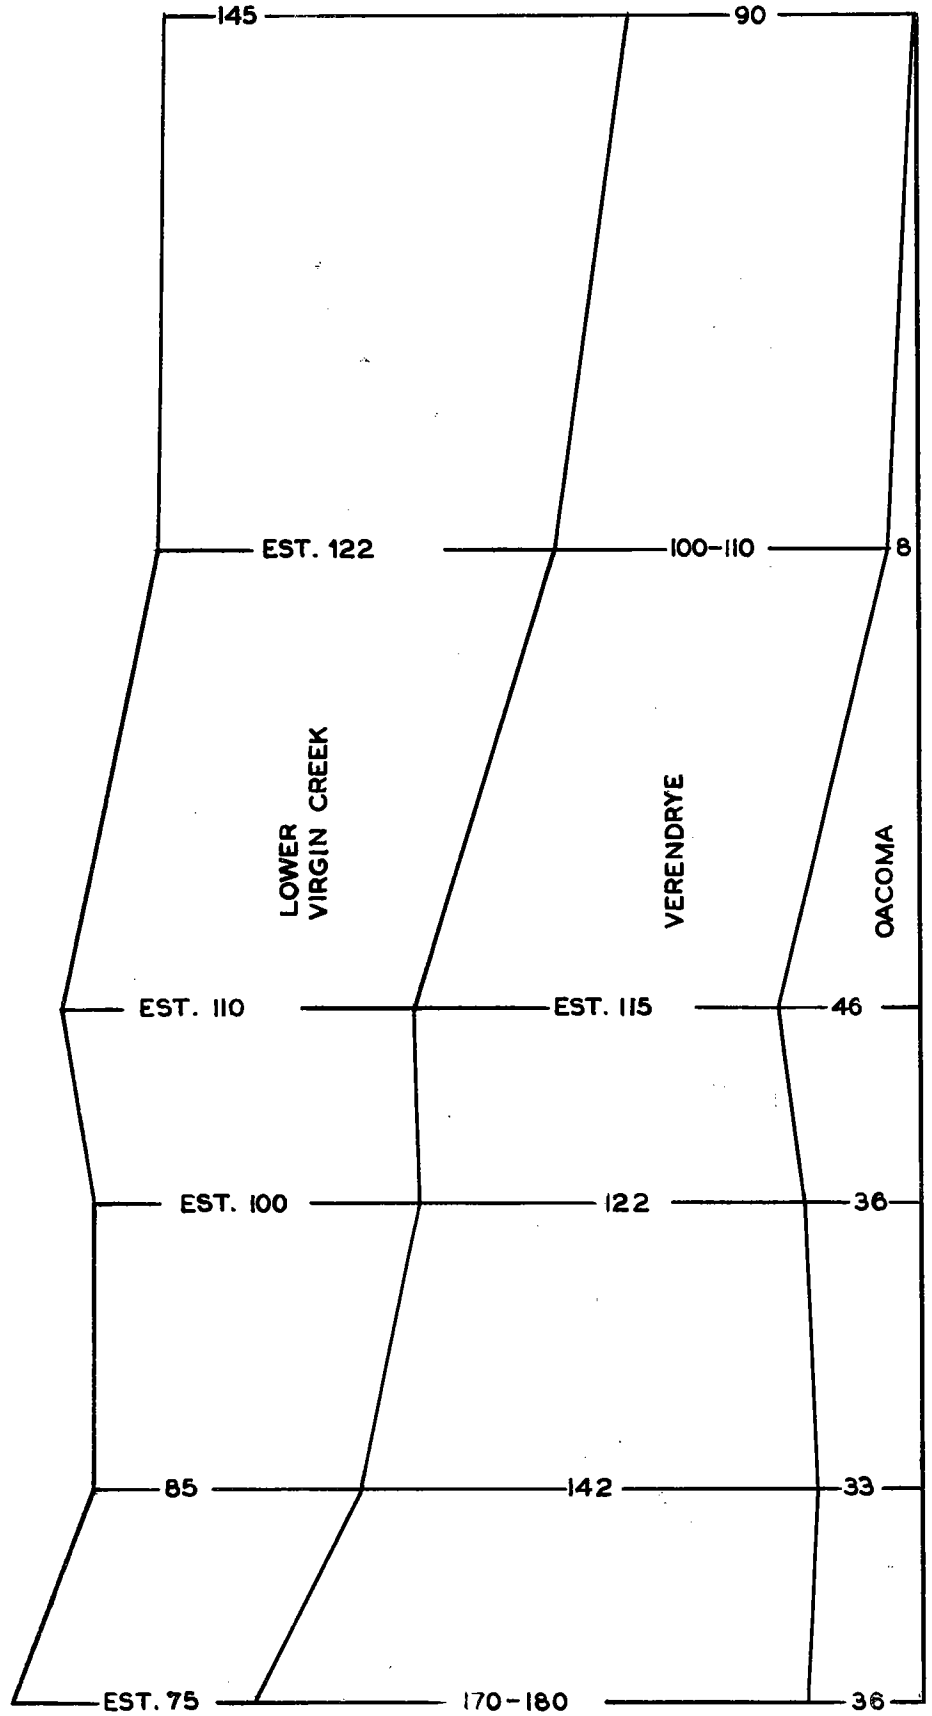 145 90
EST. 122 100-110 8
LOWER
VIRGIN CREEK
VERENDRYE
OACOMA
EST. 110 EST. 115 46
EST. 100 122 36
85 142 33
EST. 75 170-180 36